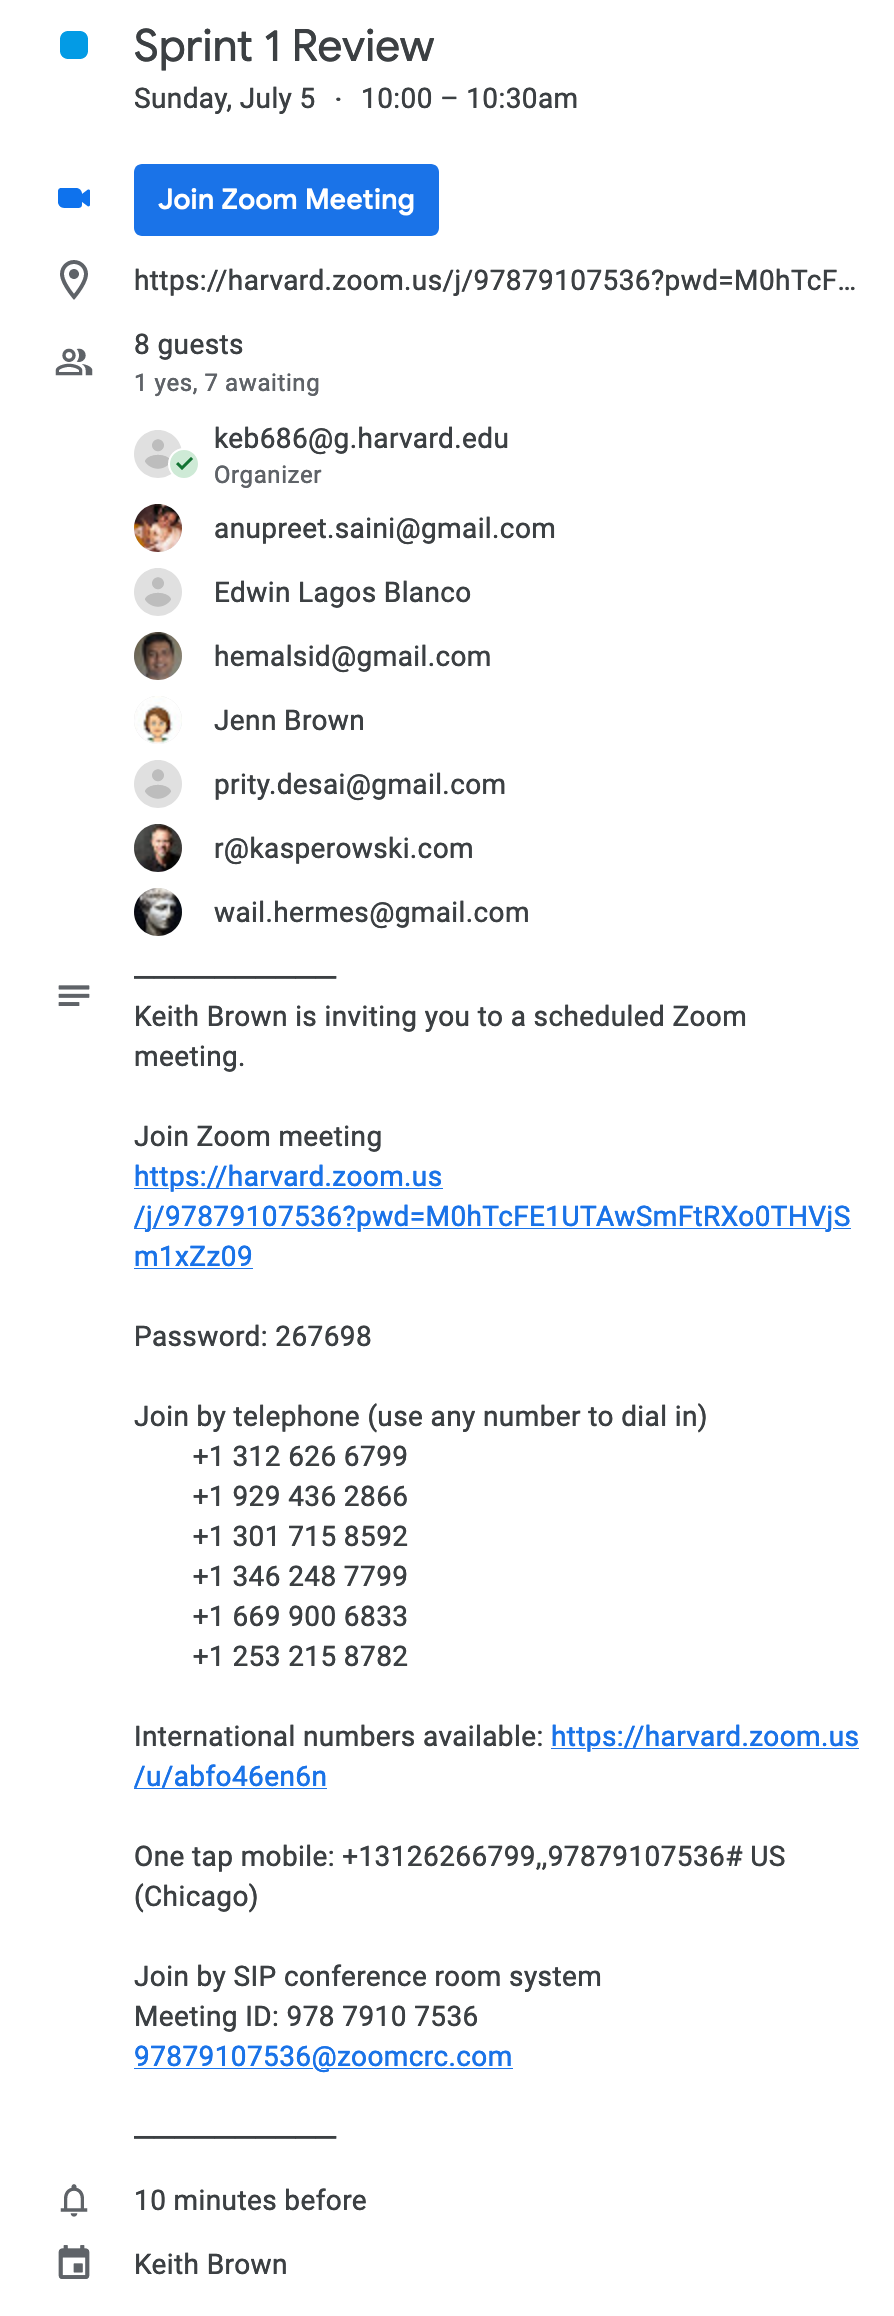 Sprint 1 Review
Sunday, July 5 · 10:00 – 10:30am
Join Zoom Meeting
https://harvard.zoom.us/j/97879107536?pwd=M0hTcF...
8 guests
1 yes, 7 awaiting
keb686@g.harvard.edu
Organizer
anupreet.saini@gmail.com
Edwin Lagos Blanco
hemalsid@gmail.com
Jenn Brown
prity.desai@gmail.com
r@kasperowski.com
wail.hermes@gmail.com
Keith Brown is inviting you to a scheduled Zoom
meeting.
Join Zoom meeting
https://harvard.zoom.us
/j/97879107536?pwd=M0hTcFE1UTAwSmFtRXo0THVjS
m1xZz09
Password: 267698
Join by telephone (use any number to dial in)
+1 312 626 6799
+1 929 436 2866
+1 301 715 8592
+1 346 248 7799
+1 669 900 6833
+1 253 215 8782
International numbers available: https://harvard.zoom.us
/u/abfo46en6n
One tap mobile: +13126266799,,97879107536# US
(Chicago)
Join by SIP conference room system
Meeting ID: 978 7910 7536
97879107536@zoomcrc.com
10 minutes before
Keith Brown